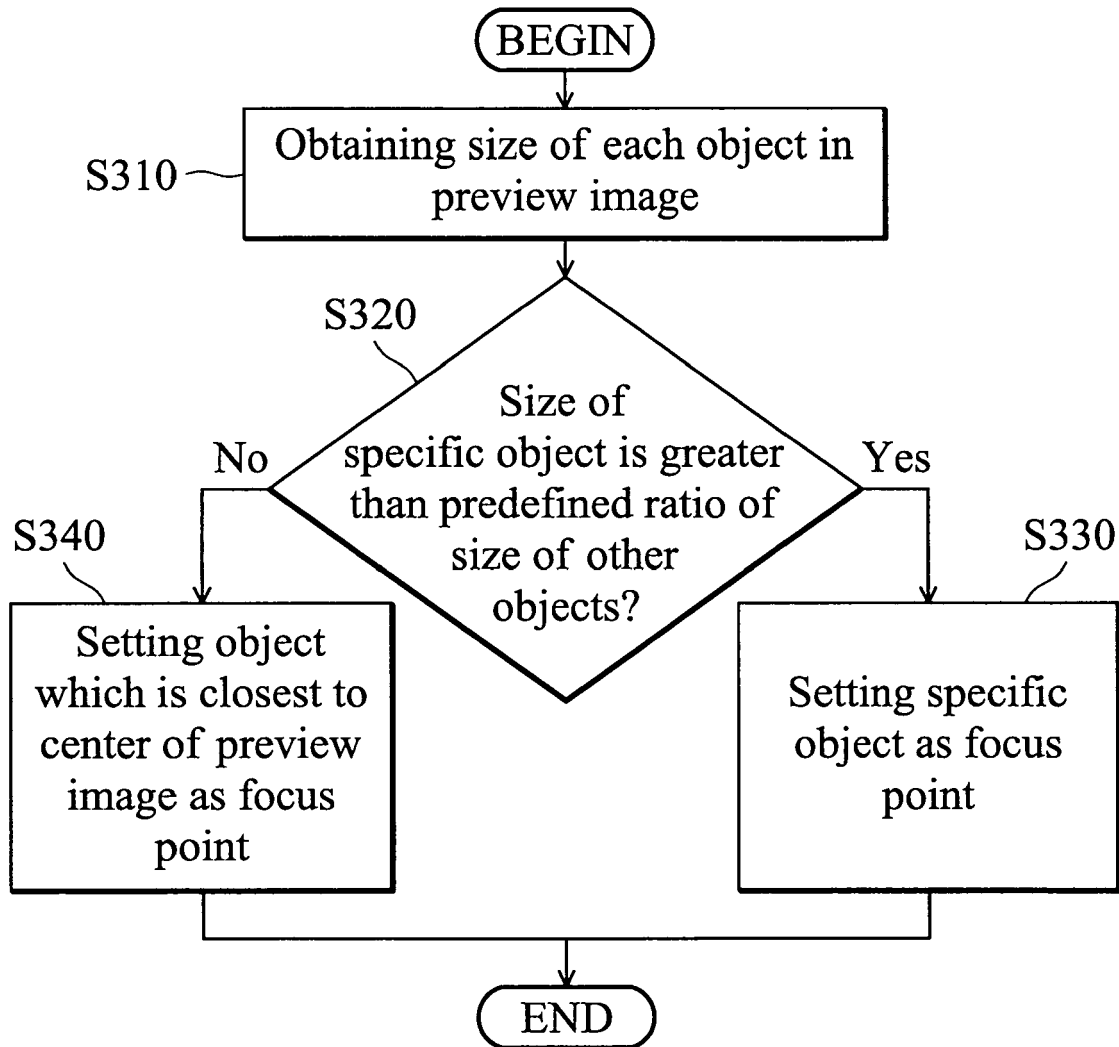 BEGIN
S310
Obtaining size of each object in
preview image
S320
Size of
specific object is greater
than predefined ratio of
size of other
objects?
No
Yes
S340
Setting object
which is closest to
center of preview
image as focus
point
S330
Setting specific
object as focus
point
END